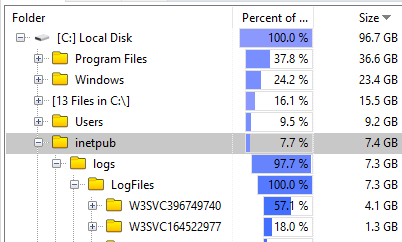 Folder Percent of ... Size
[C:] Local Disk 100.0 % 96.7 GB
Program Files 37.8 % 36.6 GB
Windows 24.2 % 23.4 GB
[13 Files in C:\] 16.1 % 15.5 GB
Users 9.5 % 9.2 GB
inetpub 7.7 % 7.4 GB
logs 97.7 % 7.3 GB
LogFiles 100.0 % 7.3 GB
W3SVC396749740 57.1 % 4.1 GB
W3SVC164522977 18.0 % 1.3 GB